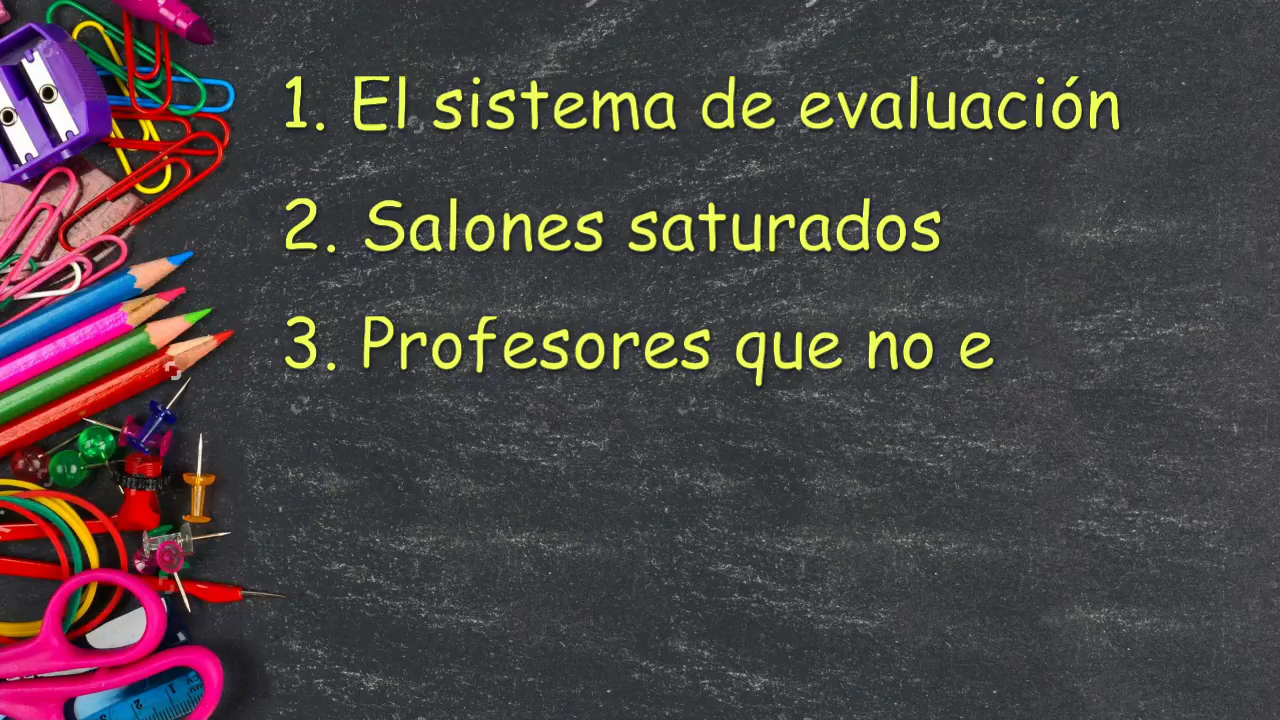 1. El sistema de evaluación
2. Salones saturados
3. Profesores que no e